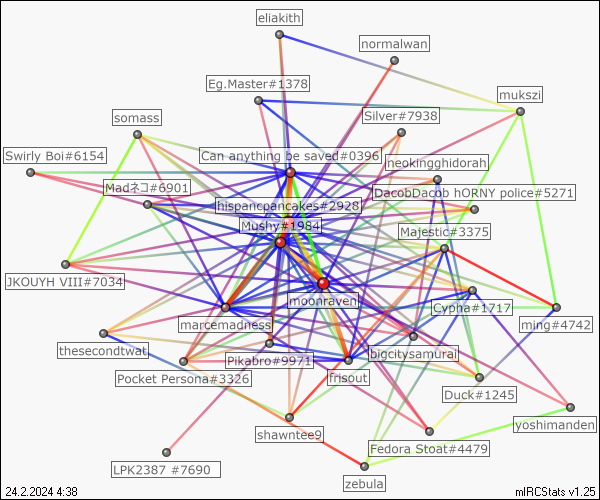 eliakith
normalwan
Eg.Master#1378
mukszi
somass
Silver#7938
Swirly Boi#6154
Can anything be saved#0396
neokingghidorah
Madネコ#6901
DacobDacob hORNY police#5271
hispancpancakes#2928
Mushy#1984
Majestic#3375
JKOUYH VIII#7034
moonraven
Cypha#1717
marcemadness
ming#4742
thesecondtwat
Pikabro#9971
bigcitysamurai
Pocket Persona#3326
frisout
Duck#1245
yoshimanden
shawntee9
Fedora Stoat#4479
LPK2387 #7690
zebula
24.2.2024 4:38
mIRCStats v1.25